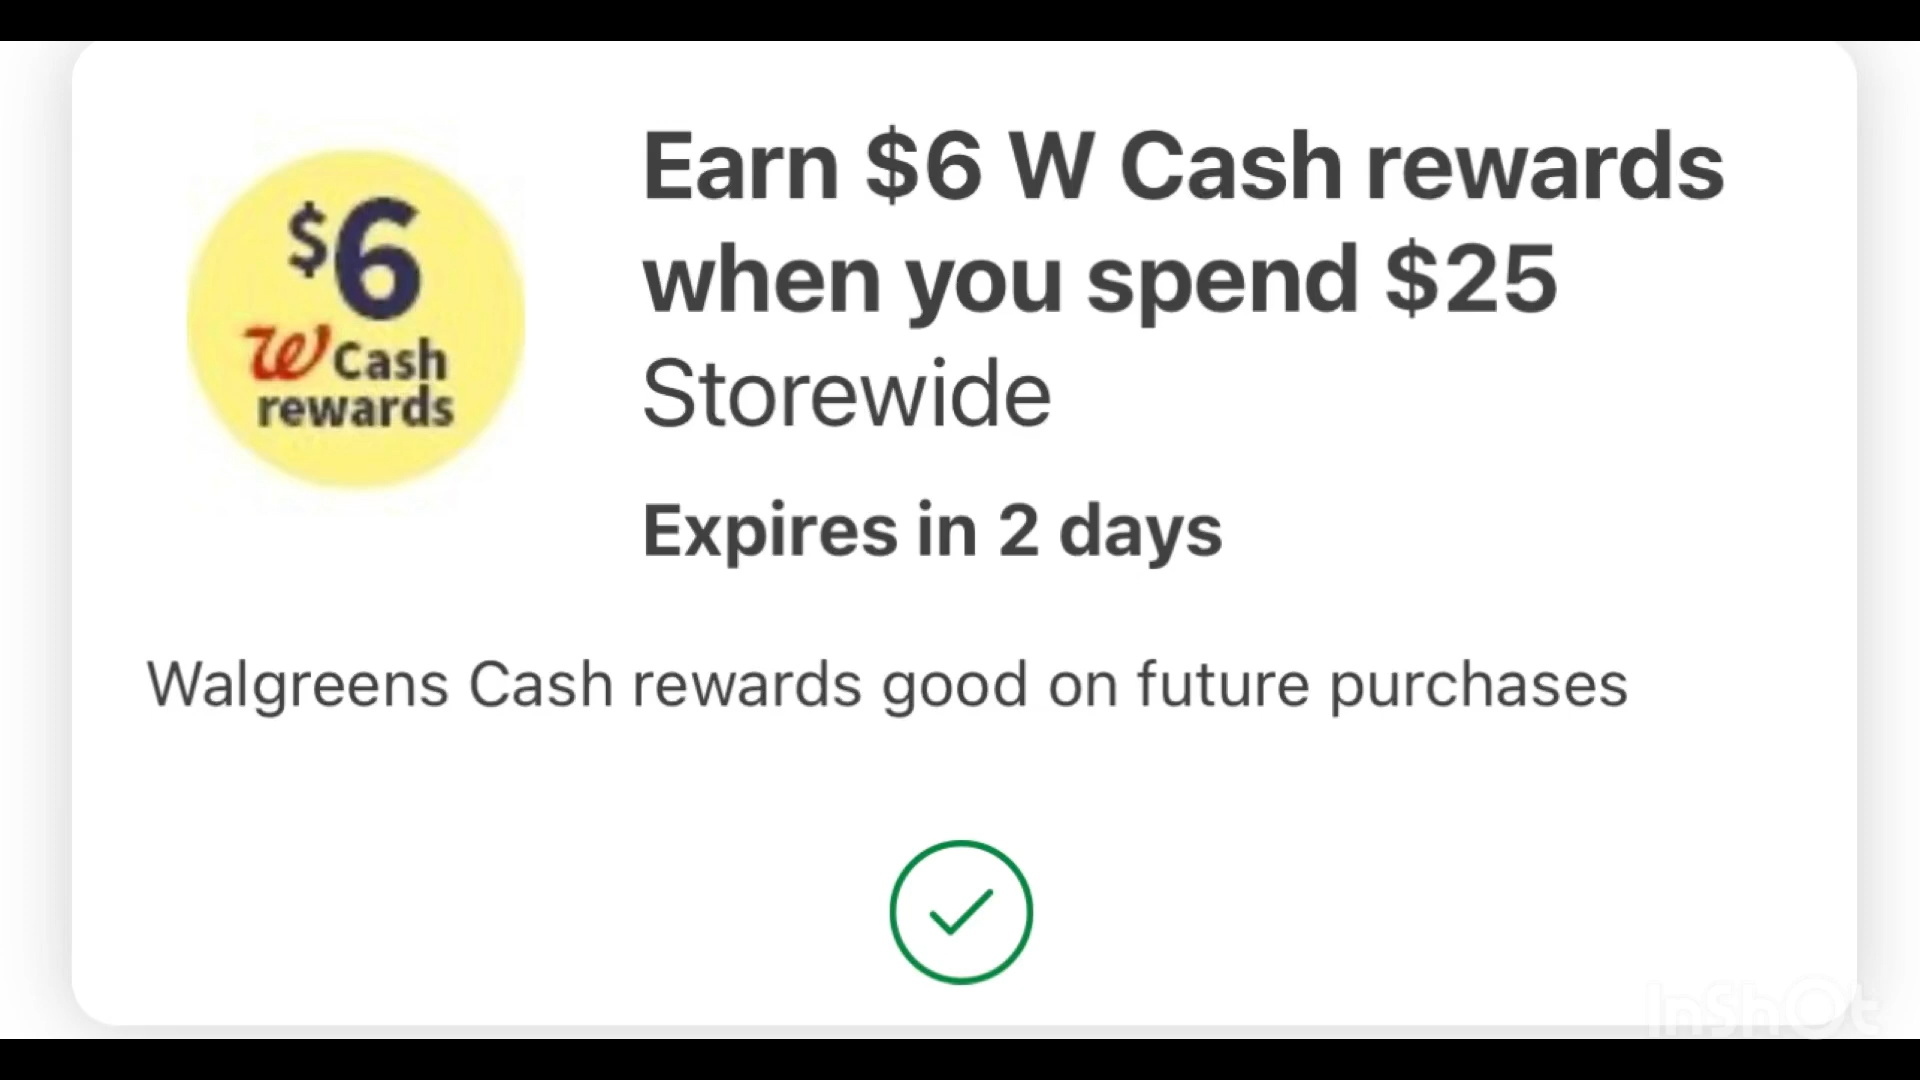 $6
W Cash
rewards
Earn $6 W Cash rewards
when you spend $25
Storewide
Expires in 2 days
Walgreens Cash rewards good on future purchases
InShOt